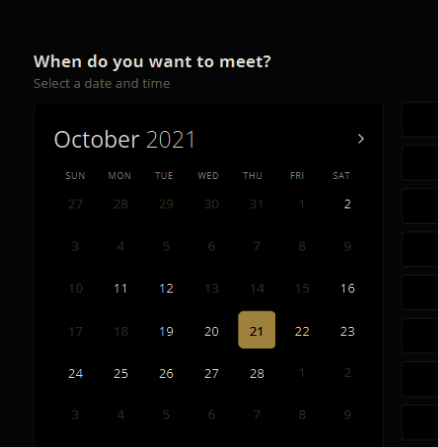 When do you want to meet?
Select a date and time
October 2021 >
SUN MON TUE WED THU FRI SAT
27 28 29 30 31 1 2
3 4 5 6 7 8 9
10 11 12 13 14 15 16
17 18 19 20 21 22 23
24 25 26 27 28 1 2
3 4 5 6 7 8 9